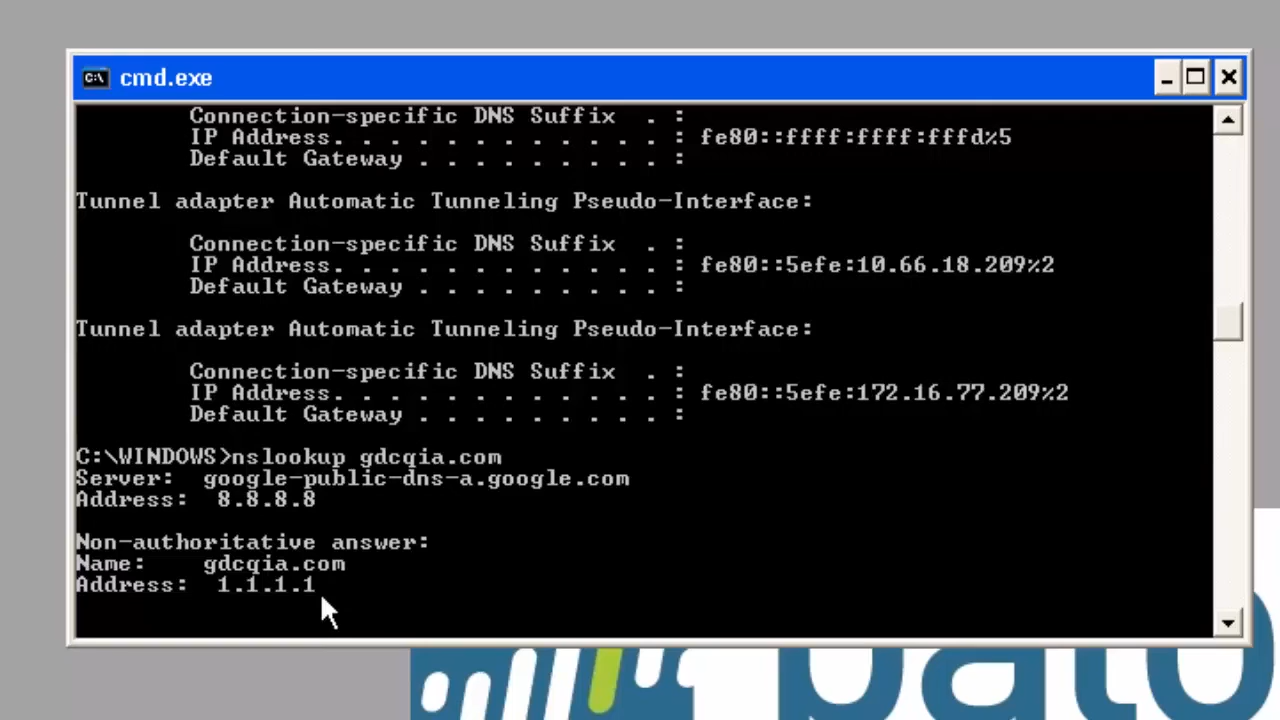 cmd.exe
Connection-specific DNS Suffix . :
IP Address. . . . . . . . . . . . : fe80::ffff:ffff:fffd%5
Default Gateway . . . . . . . . . :
Tunnel adapter Automatic Tunneling Pseudo-Interface:
Connection-specific DNS Suffix . :
IP Address. . . . . . . . . . . . : fe80::5efe:10.66.18.209%2
Default Gateway . . . . . . . . . :
Tunnel adapter Automatic Tunneling Pseudo-Interface:
Connection-specific DNS Suffix . :
IP Address. . . . . . . . . . . . : fe80::5efe:172.16.77.209%2
Default Gateway . . . . . . . . . :
C:\WINDOWS>nslookup gdcqia.com
Server: google-public-dns-a.google.com
Address: 8.8.8.8
Non-authoritative answer:
Name: gdcqia.com
Address: 1.1.1.1